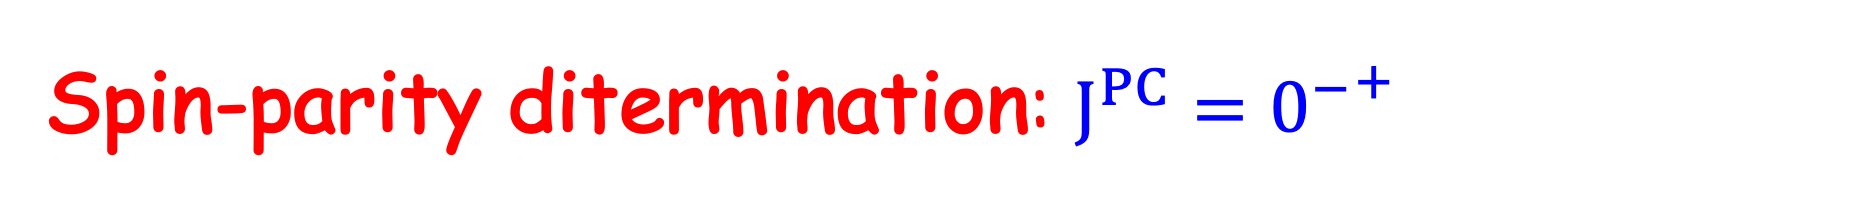 Spin-parity ditermination: J^{PC} = 0^{-+}